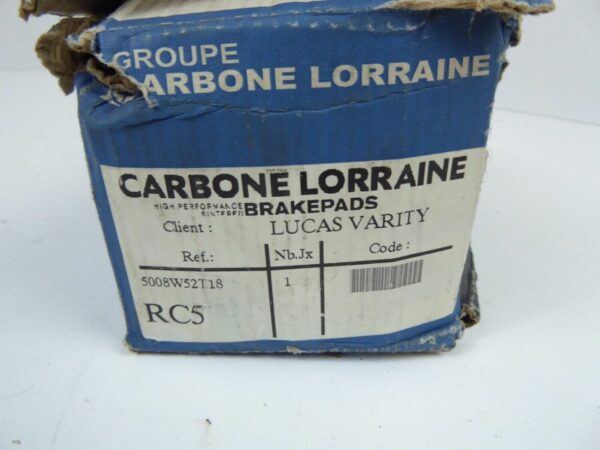 GROUPE
CARBONE LORRAINE
CARBONE LORRAINE
HIGH PERFORMANCE
SINTERED BRAKEPADS
Client : LUCAS VARITY
Ref.: Nb.Jx Code :
5008W52T18 1
RC5